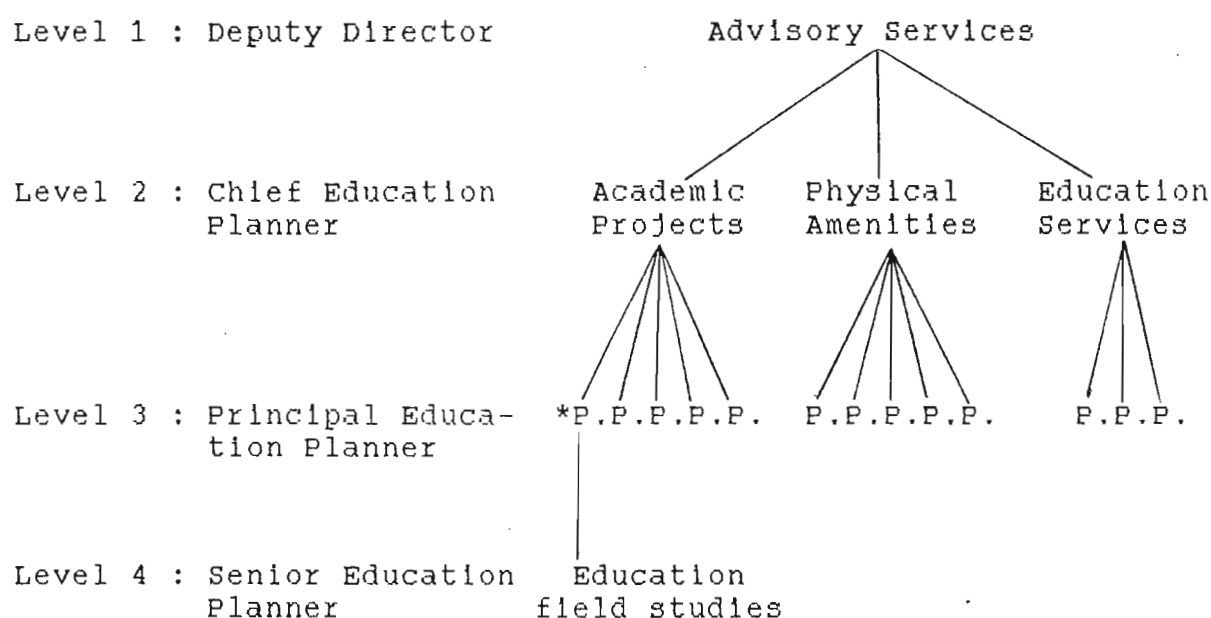 Level 1 : Deputy Director Advisory Services
Level 2 : Chief Education Academic Physical Education
Planner Projects Amenities Services
Level 3 : Principal Educa- *P.P.P.P.P. P.P.P.P.P. P.P.P.
tion Planner
Level 4 : Senior Education Education
Planner field studies